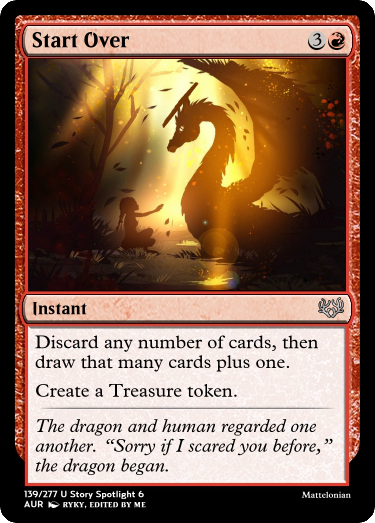 Start Over 3
Instant
Discard any number of cards, then
draw that many cards plus one.
Create a Treasure token.
The dragon and human regarded one
another. “Sorry if I scared you before,”
the dragon began.
139/277 U Story Spotlight 6
AUR RYKY, EDITED BY ME
Mattelonian